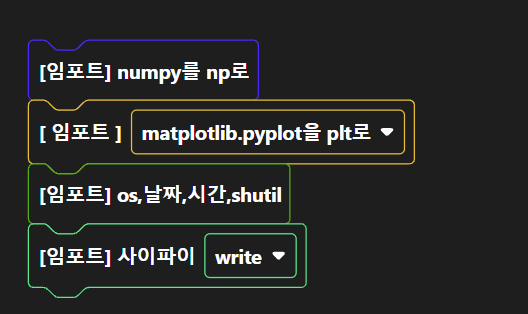 [임포트] numpy를 np로
[ 임포트 ] matplotlib.pyplot을 plt로
[임포트] os,날짜,시간,shutil
[임포트] 사이파이 write